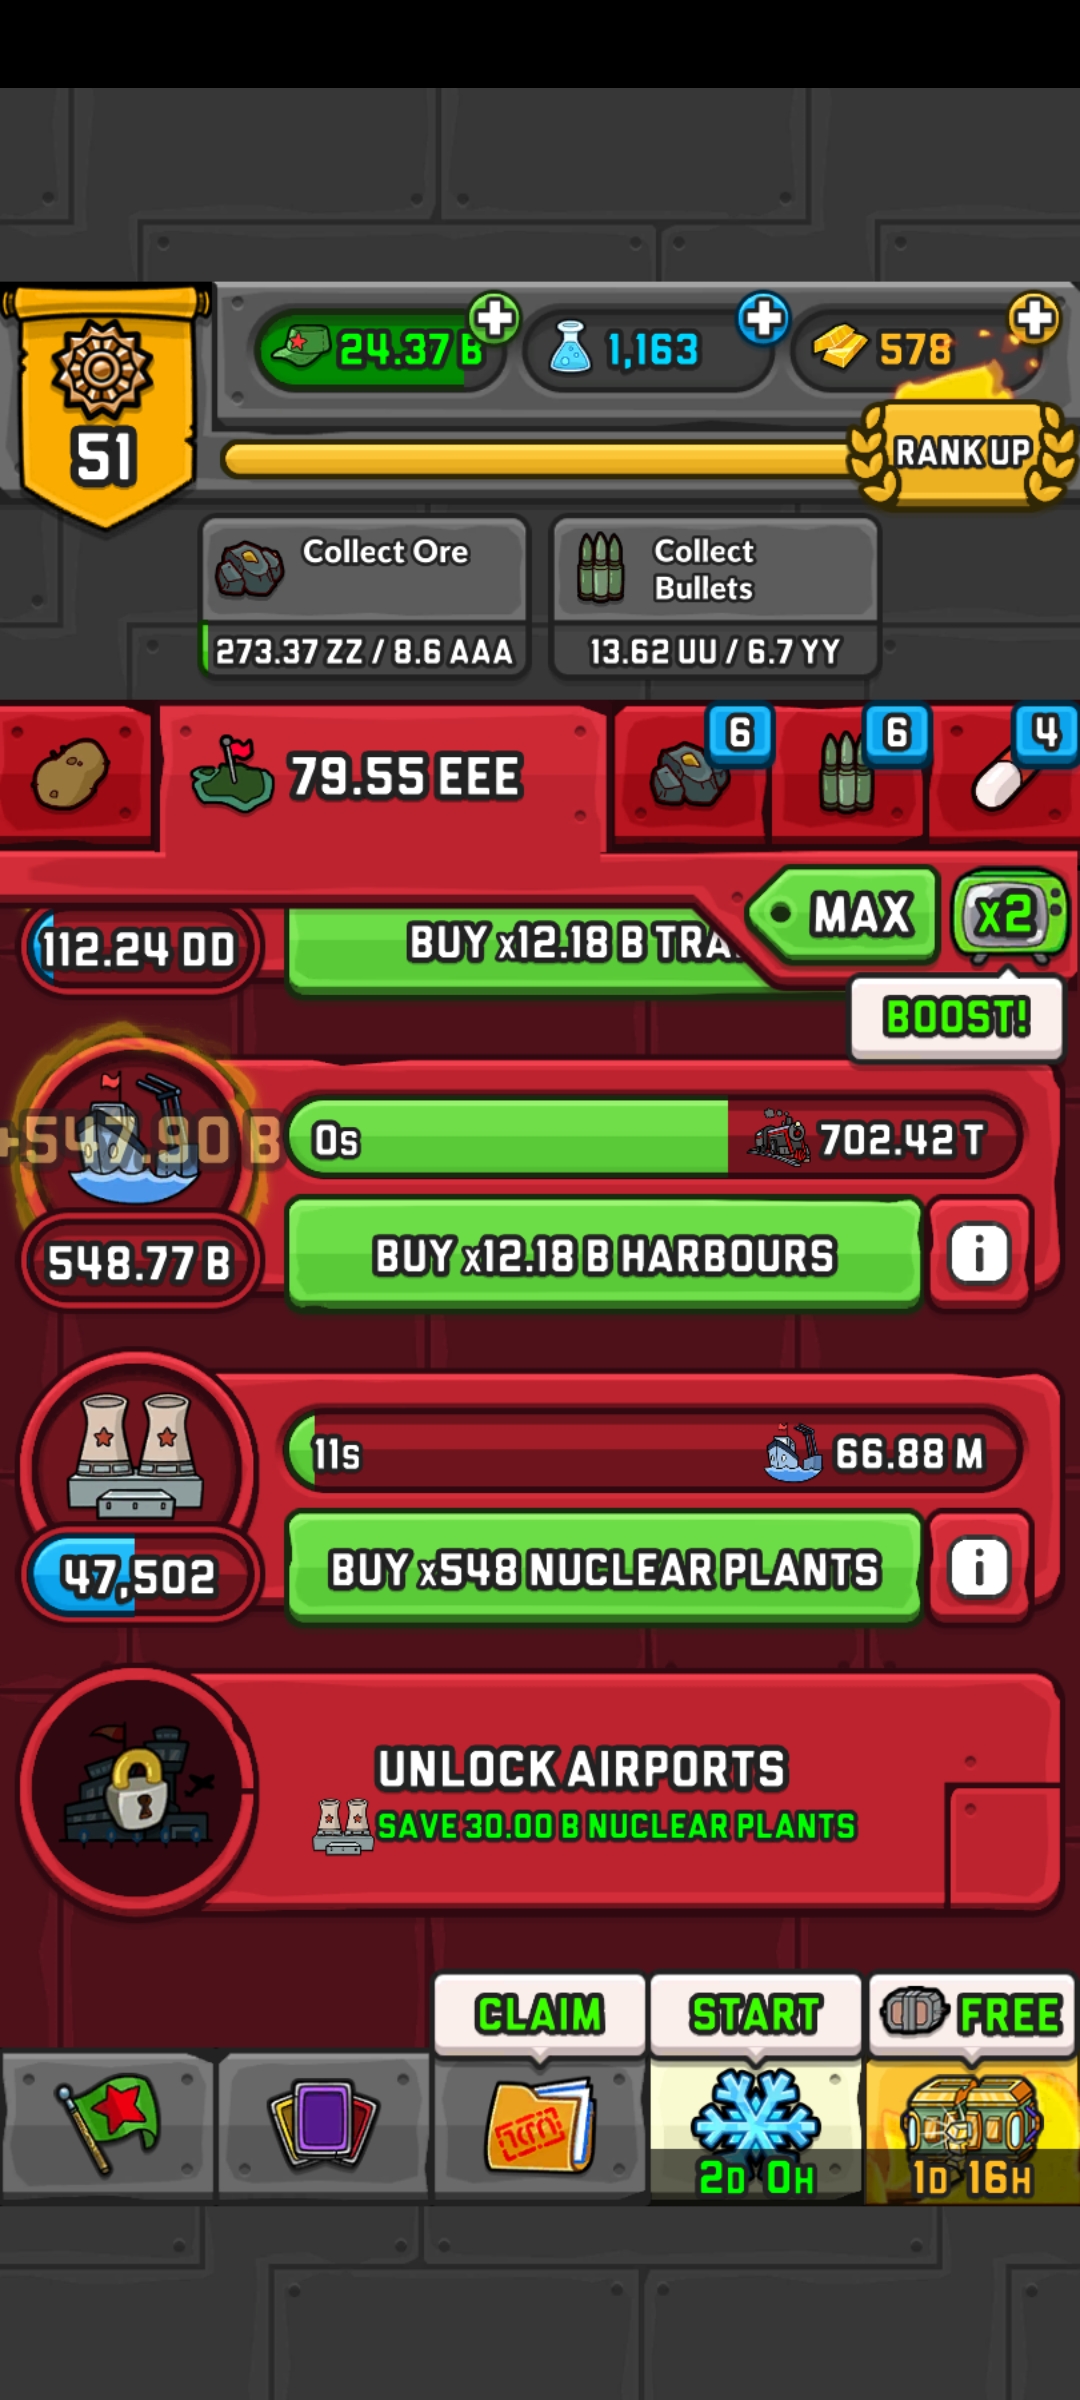 24.37 B
1,163
578
51
RANK UP
Collect Ore
273.37 ZZ / 8.6 AAA
Collect
Bullets
13.62 UU / 6.7 YY
79.55 EEE
6
6
4
MAX
x2
BOOST!
112.24 DD
BUY x12.18 B TRA
+547.90 B
0s
702.42 T
548.77 B
BUY x12.18 B HARBOURS
i
11s
66.88 M
47,502
BUY x548 NUCLEAR PLANTS
i
UNLOCK AIRPORTS
SAVE 30.00 B NUCLEAR PLANTS
CLAIM
START
FREE
2D 0H
1D 16H